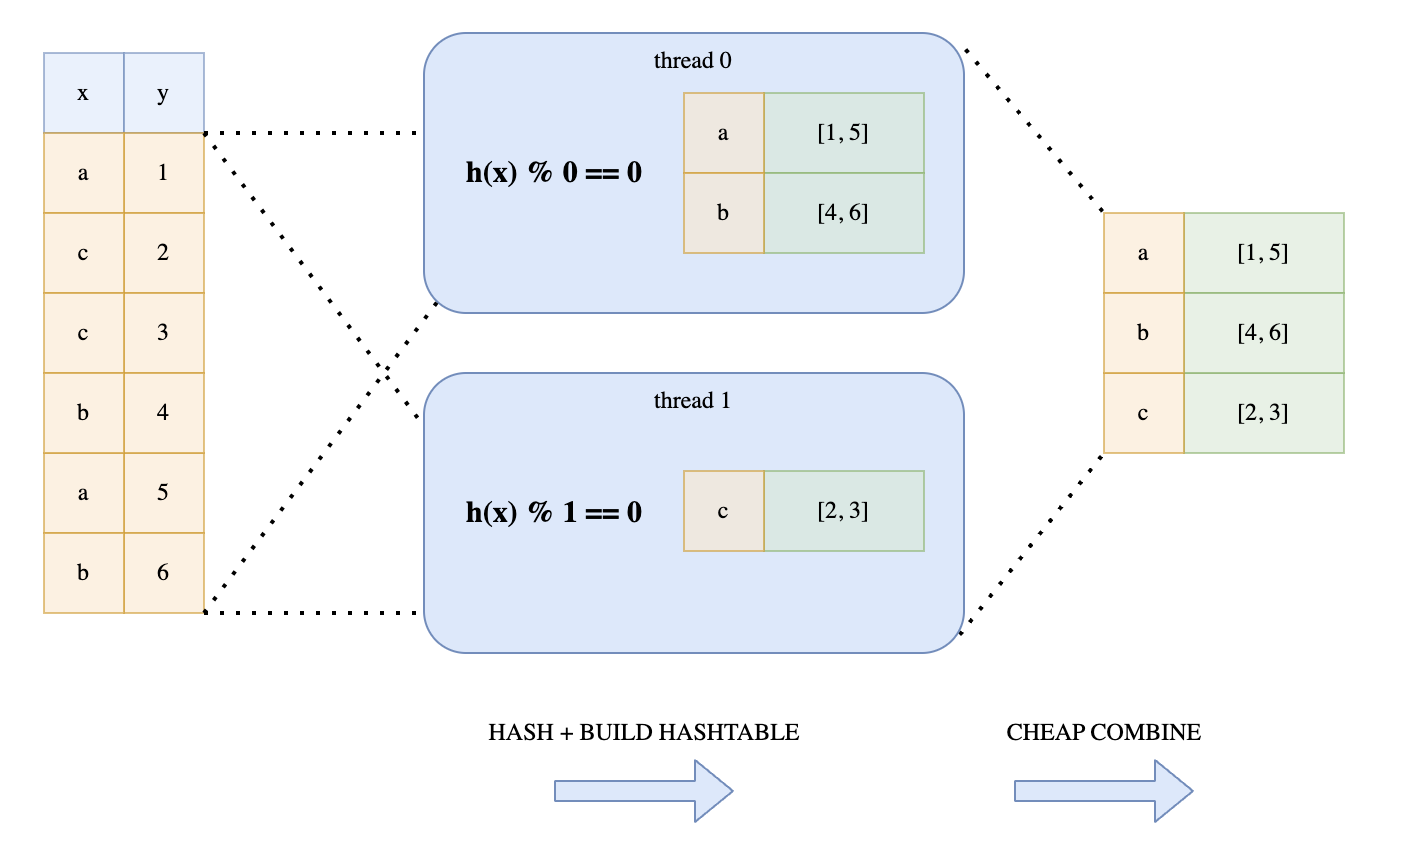 x y
a 1
c 2
c 3
b 4
a 5
b 6
thread 0
h(x) % 0 == 0
a [1, 5]
b [4, 6]
thread 1
h(x) % 1 == 0
c [2, 3]
a [1, 5]
b [4, 6]
c [2, 3]
HASH + BUILD HASHTABLE
CHEAP COMBINE